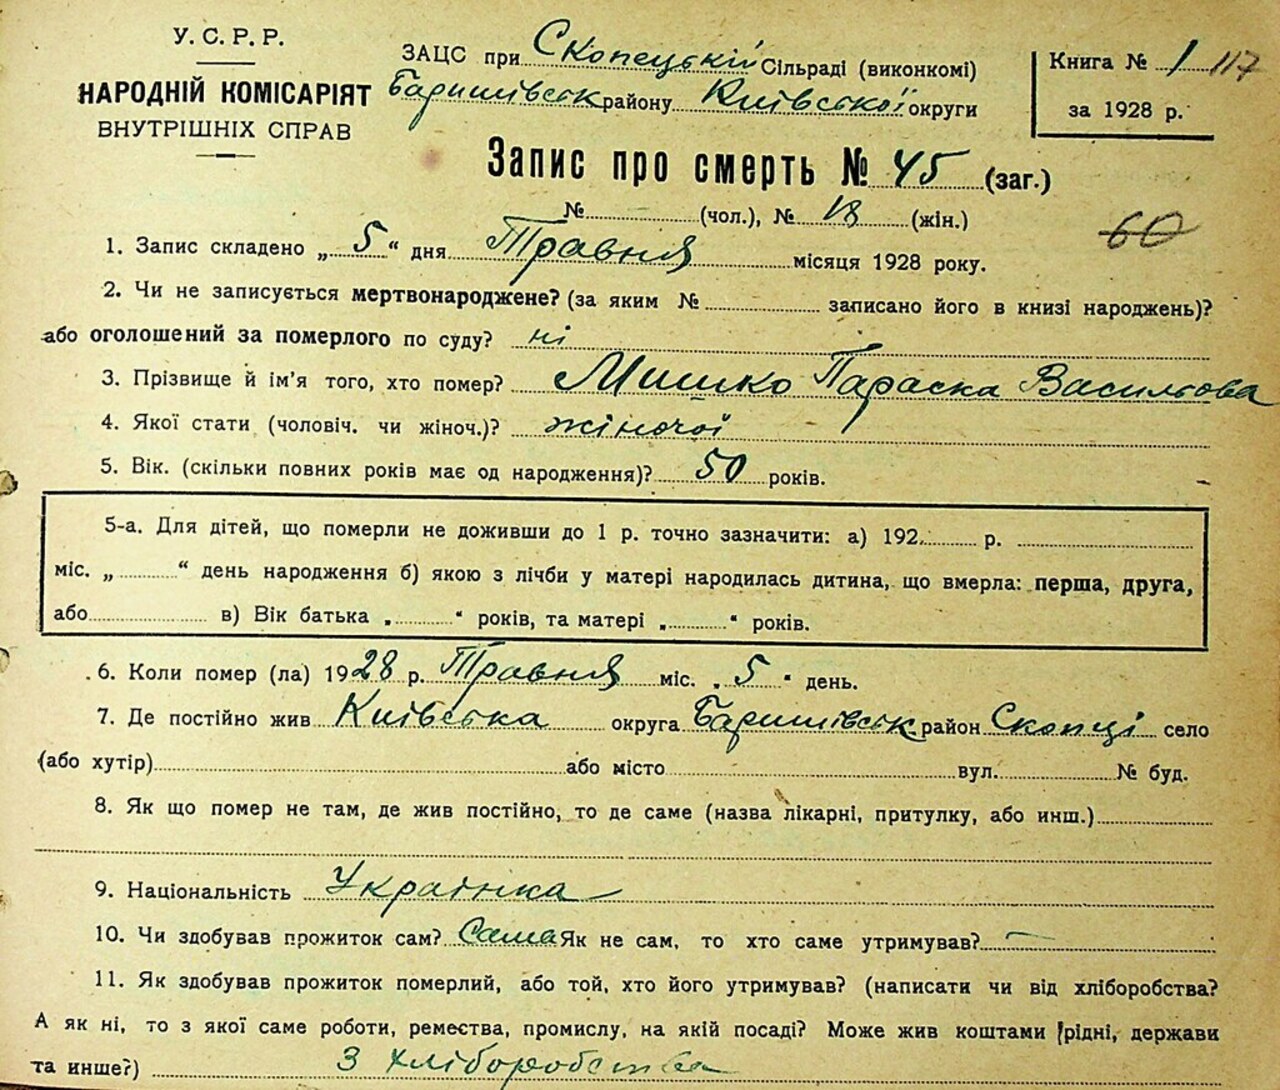 У. С. Р. Р.
НАРОДНІЙ КОМІСАРІЯТ
ВНУТРІШНІХ СПРАВ
ЗАЦС при Скопецькій Сільраді (виконкомі)
Баришівськ району Київської округи
Книга № 1 117
за 1928 р.
Запис про смерть № 45 (заг.)
№ (чол.), № 18 (жін.)
60
1. Запис складено „5“ дня Травня місяця 1928 року.
2. Чи не записується мертвонароджене? (за яким № записано його в книзі народжень)?
або оголошений за померлого по суду? ні
3. Прізвище й ім’я того, хто помер? Мишко Параска Васильова
4. Якої стати (чоловіч. чи жіноч.)? жіночої
5. Вік. (скільки повних років має од народження)? 50 років.
5-а. Для дітей, що померли не доживши до 1 р. точно зазначити: а) 192 р.
міс. „ “ день народження б) якою з лічби у матері народилась дитина, що вмерла: перша, друга,
або в) Вік батька „ “ років, та матері „ “ років.
6. Коли помер (ла) 1928 р. Травня міс. „5“ день.
7. Де постійно жив Київська округа Баришівськ район Скопці село
(або хутір) або місто вул. № буд.
8. Як що помер не там, де жив постійно, то де саме (назва лікарні, притулку, або инш.)
9. Національність Українка
10. Чи здобував прожиток сам? Сама Як не сам, то хто саме утримував? —
11. Як здобував прожиток померлий, або той, хто його утримував? (написати чи від хліборобства?
А як ні, то з якої саме роботи, ремества, промислу, на якій посаді? Може жив коштами (рідні, держави
та инше?) З хліборобства